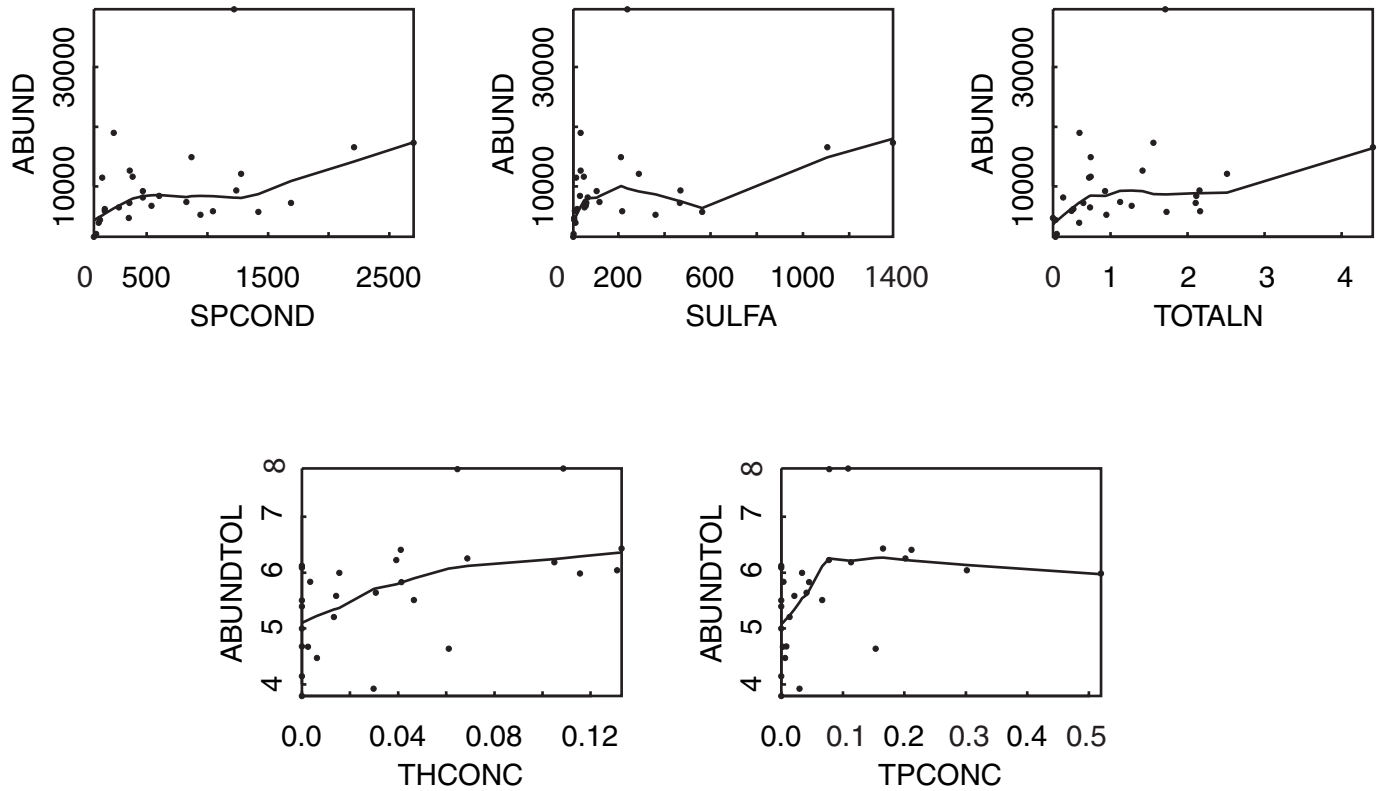 ABUND
10000 30000
0 500 1500 2500
SPCOND
ABUND
10000 30000
0 200 600 1000 1400
SULFA
ABUND
10000 30000
0 1 2 3 4
TOTALN
ABUNDTOL
4 5 6 7 8
0.0 0.04 0.08 0.12
THCONC
ABUNDTOL
4 5 6 7 8
0.0 0.1 0.2 0.3 0.4 0.5
TPCONC